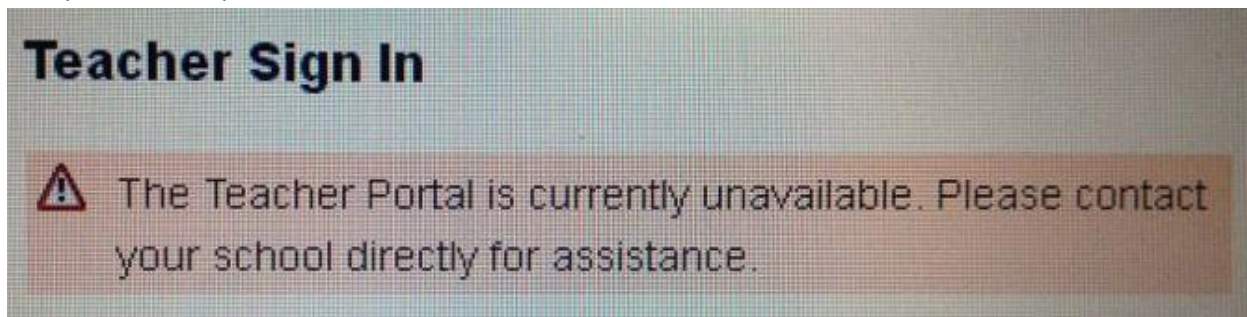 Teacher Sign In
The Teacher Portal is currently unavailable. Please contact
your school directly for assistance.